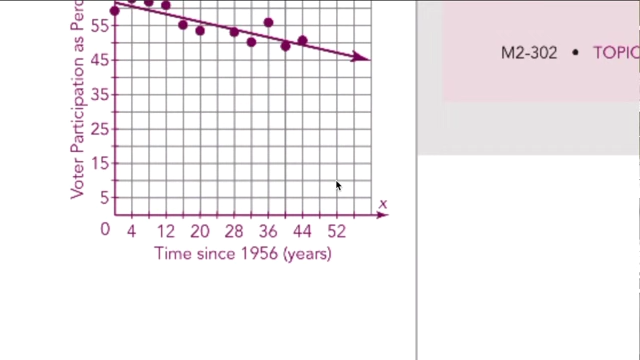 Voter Participation as Perc
55
45
35
25
15
5
0 4 12 20 28 36 44 52
x
Time since 1956 (years)
M2-302 • TOPIC